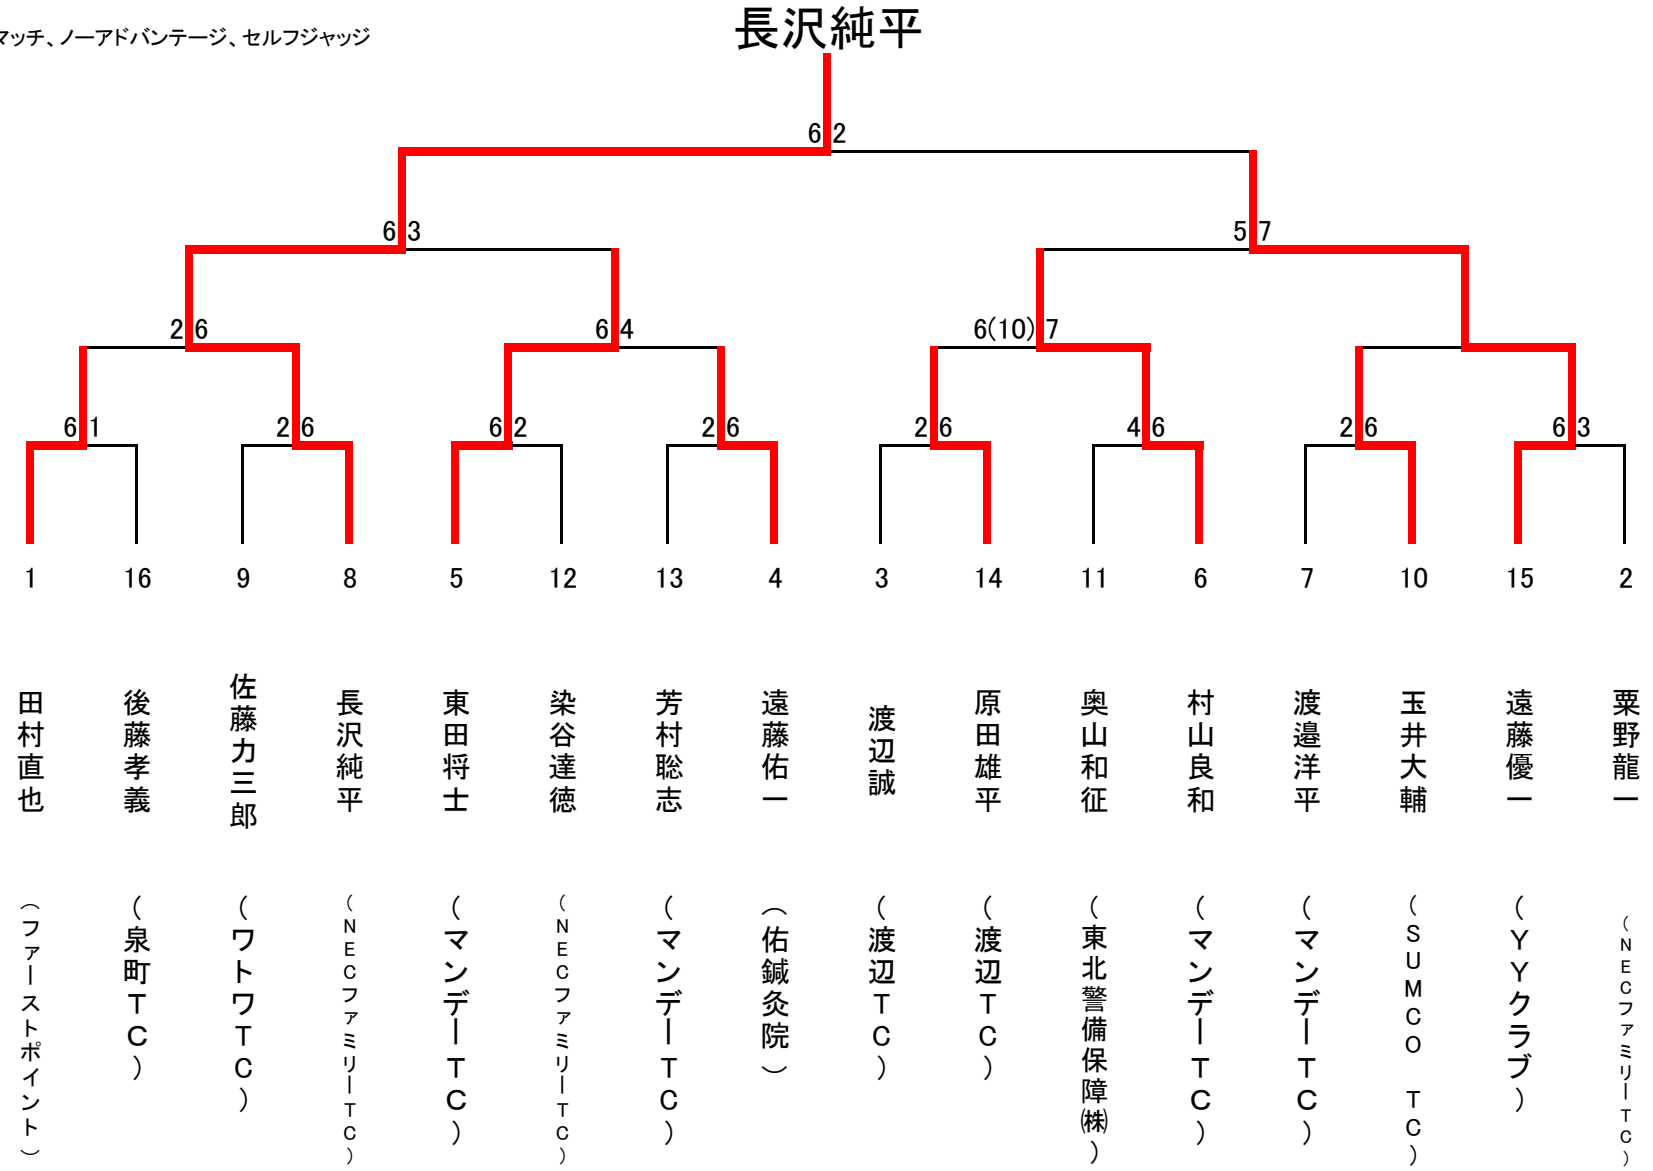 長沢純平
マッチ、ノーアドバンテージ、セルフジャッジ
6 2
6 3
5 7
2 6
6 4
6(10) 7
6 1
2 6
6 2
2 6
2 6
4 6
2 6
6 3
1 16 9 8 5 12 13 4 3 14 11 6 7 10 15 2
田村直也
後藤孝義
佐藤力三郎
長沢純平
東田将士
染谷達徳
芳村聡志
遠藤佑一
渡辺誠
原田雄平
奥山和征
村山良和
渡邉洋平
玉井大輔
遠藤優一
粟野龍一
（ファーストポイント）
（泉町TC）
（ワトワTC）
（NECファミリーTC）
（マンデーTC）
（NECファミリーTC）
（マンデーTC）
（佑鍼灸院）
（渡辺TC）
（渡辺TC）
（東北警備保障㈱）
（マンデーTC）
（マンデーTC）
（SUMCO TC）
（YYクラブ）
（NECファミリーTC）